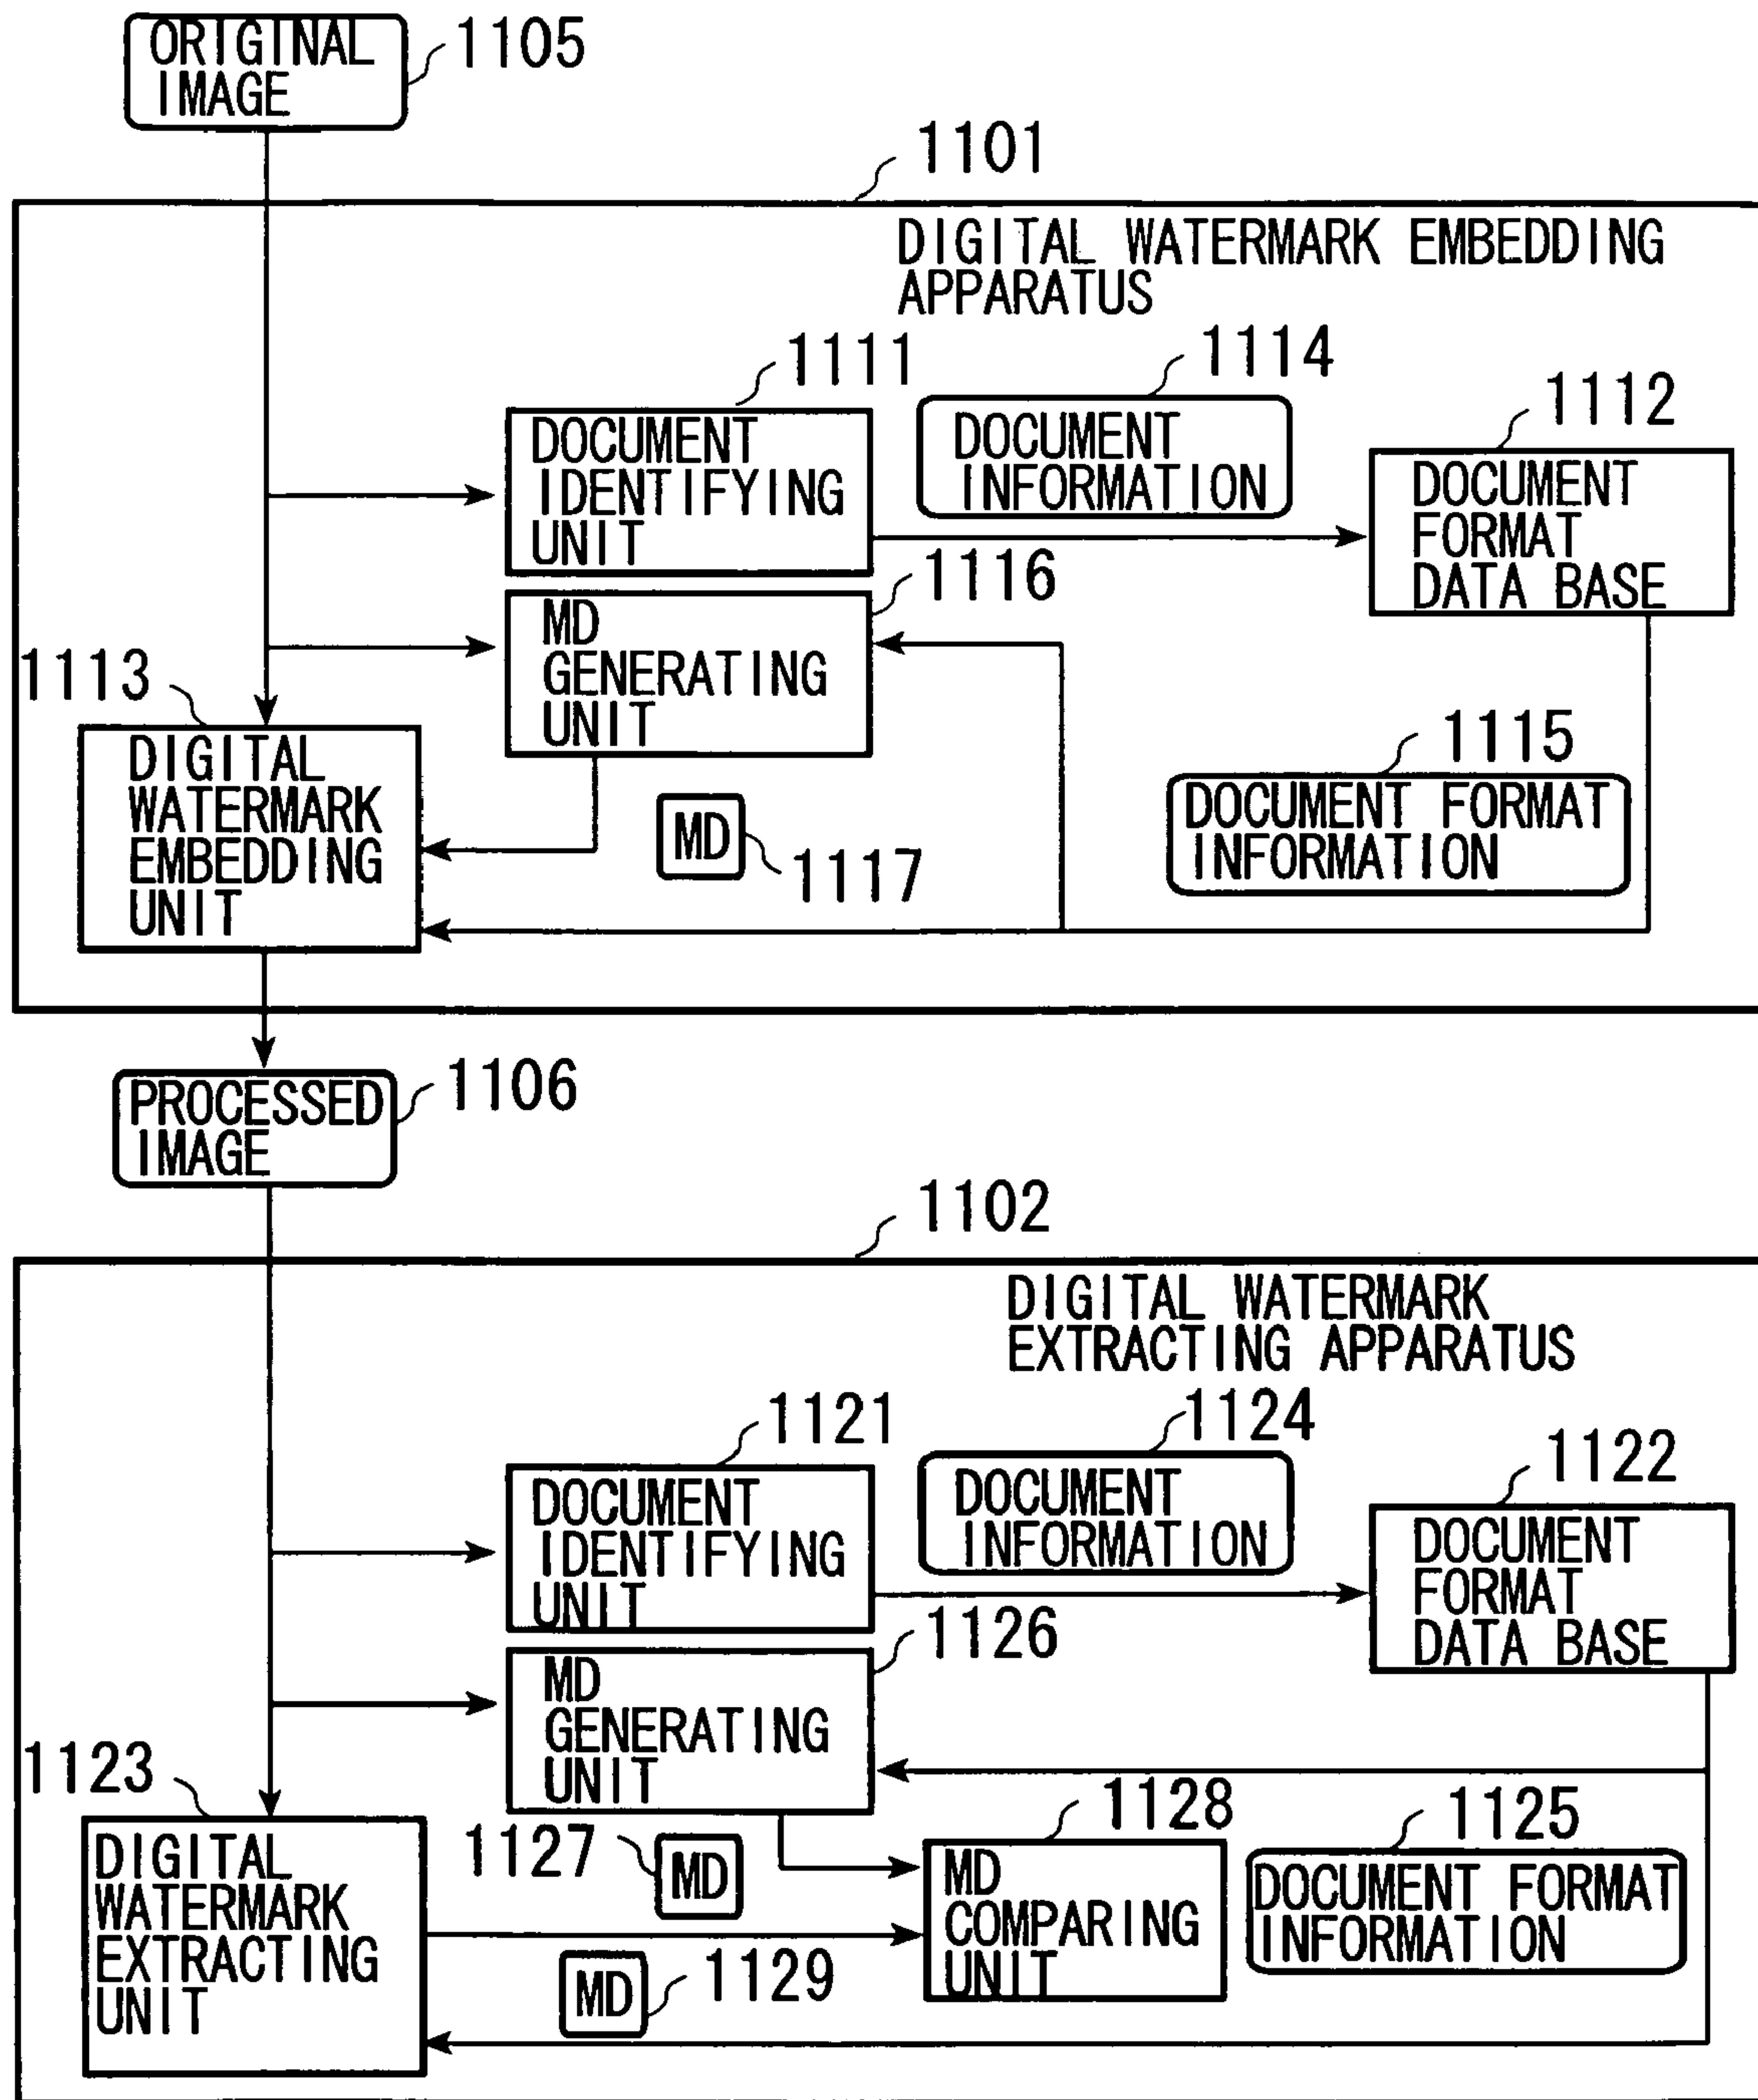 ORIGINAL
IMAGE
1105
1101
DIGITAL WATERMARK EMBEDDING
APPARATUS
1111
DOCUMENT
IDENTIFYING
UNIT
1114
DOCUMENT
INFORMATION
1112
DOCUMENT
FORMAT
DATA BASE
1116
MD
GENERATING
UNIT
1113
DIGITAL
WATERMARK
EMBEDDING
UNIT
MD
1117
1115
DOCUMENT FORMAT
INFORMATION
PROCESSED
IMAGE
1106
1102
DIGITAL WATERMARK
EXTRACTING APPARATUS
1121
DOCUMENT
IDENTIFYING
UNIT
1124
DOCUMENT
INFORMATION
1122
DOCUMENT
FORMAT
DATA BASE
1126
MD
GENERATING
UNIT
1123
DIGITAL
WATERMARK
EXTRACTING
UNIT
1127
MD
1128
MD
COMPARING
UNIT
1125
DOCUMENT FORMAT
INFORMATION
MD
1129